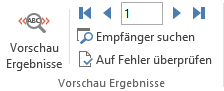 ABC
1
Vorschau
Ergebnisse
Empfänger suchen
Auf Fehler überprüfen
Vorschau Ergebnisse